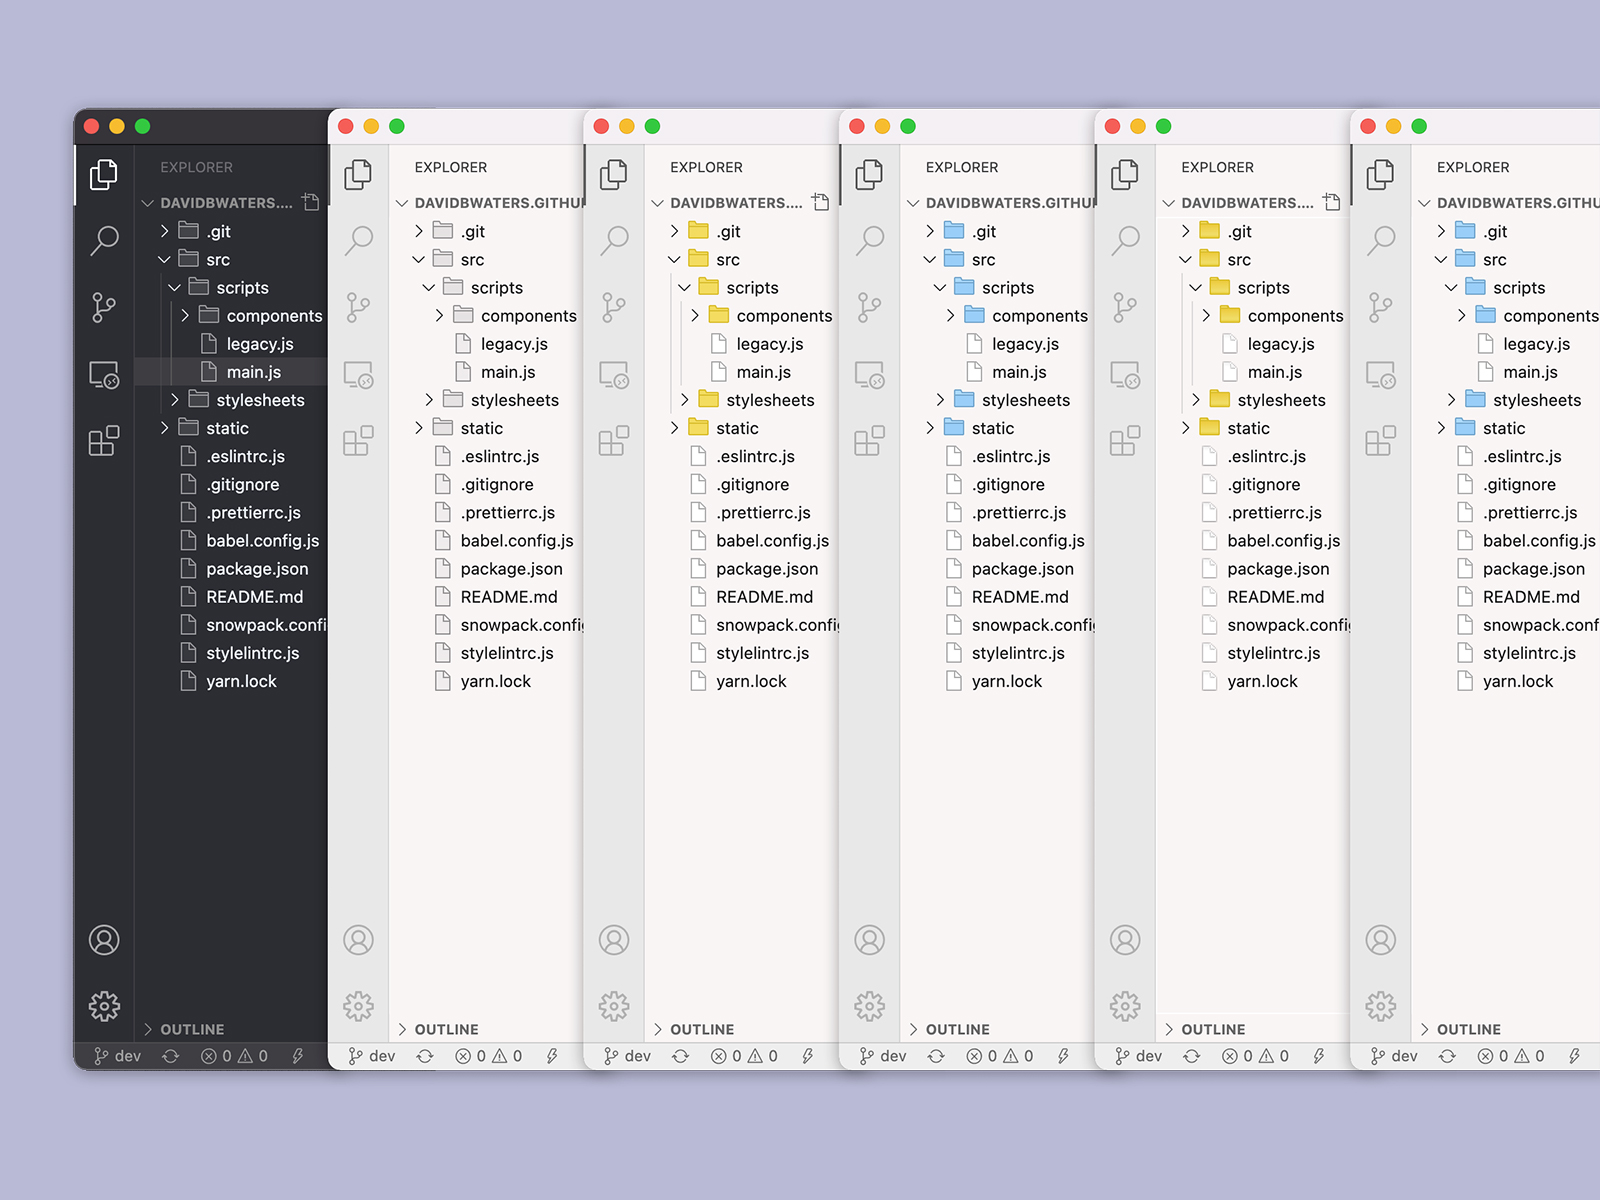 EXPLORER
DAVIDBWATERS....
.git
src
scripts
components
legacy.js
main.js
stylesheets
static
.eslintrc.js
.gitignore
.prettierrc.js
babel.config.js
package.json
README.md
snowpack.confi
stylelintrc.js
yarn.lock
OUTLINE
dev 0 0
EXPLORER
DAVIDBWATERS.GITHU
.git
src
scripts
components
legacy.js
main.js
stylesheets
static
.eslintrc.js
.gitignore
.prettierrc.js
babel.config.js
package.json
README.md
snowpack.config
stylelintrc.js
yarn.lock
OUTLINE
dev 0 0
EXPLORER
DAVIDBWATERS....
.git
src
scripts
components
legacy.js
main.js
stylesheets
static
.eslintrc.js
.gitignore
.prettierrc.js
babel.config.js
package.json
README.md
snowpack.config
stylelintrc.js
yarn.lock
OUTLINE
dev 0 0
EXPLORER
DAVIDBWATERS.GITHU
.git
src
scripts
components
legacy.js
main.js
stylesheets
static
.eslintrc.js
.gitignore
.prettierrc.js
babel.config.js
package.json
README.md
snowpack.config
stylelintrc.js
yarn.lock
OUTLINE
dev 0 0
EXPLORER
DAVIDBWATERS....
.git
src
scripts
components
legacy.js
main.js
stylesheets
static
.eslintrc.js
.gitignore
.prettierrc.js
babel.config.js
package.json
README.md
snowpack.config
stylelintrc.js
yarn.lock
OUTLINE
dev 0 0
EXPLORER
DAVIDBWATERS.GITHU
.git
src
scripts
components
legacy.js
main.js
stylesheets
static
.eslintrc.js
.gitignore
.prettierrc.js
babel.config.js
package.json
README.md
snowpack.conf
stylelintrc.js
yarn.lock
OUTLINE
dev 0 0